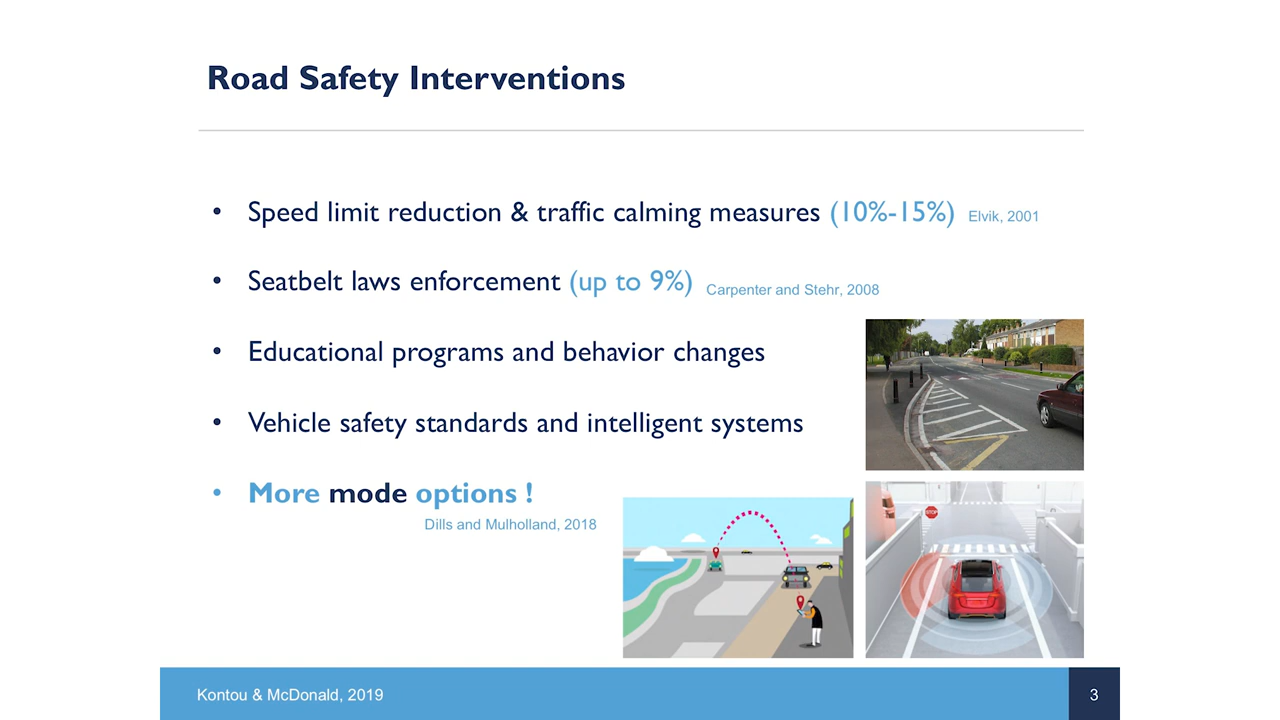 Road Safety Interventions
• Speed limit reduction & traffic calming measures (10%-15%) Elvik, 2001
• Seatbelt laws enforcement (up to 9%) Carpenter and Stehr, 2008
• Educational programs and behavior changes
• Vehicle safety standards and intelligent systems
• More mode options !
Dills and Mulholland, 2018
STOP
Kontou & McDonald, 2019
3